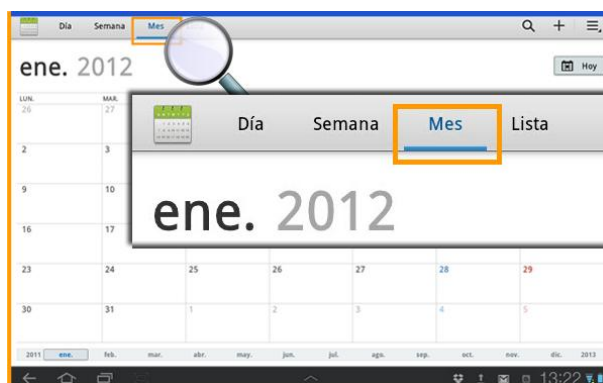 Día Semana Mes
ene. 2012
Hoy
LUN. MAR.
26 27
Día Semana Mes Lista
ene. 2012
2 3
9 10
16 17
23 24 25 26 27 28 29
30 31 1 2 3 4 5
2011 ene. feb. mar. abr. may. jun. jul. ago. sep. oct. nov. dic. 2013
13:22